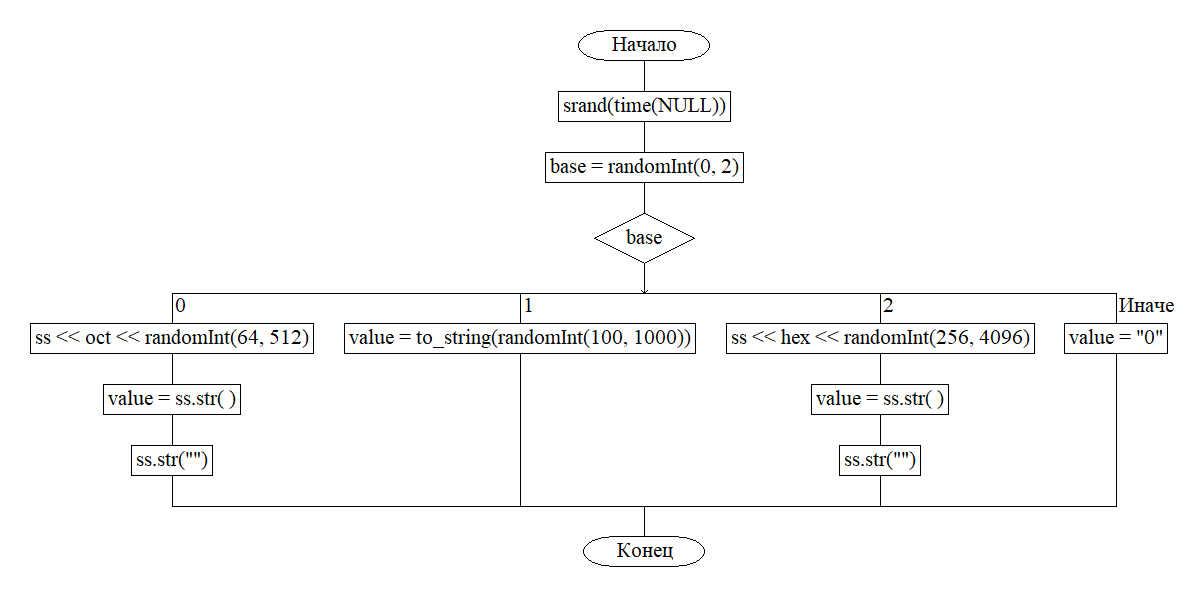 Начало
srand(time(NULL))
base = randomInt(0, 2)
base
0
1
2
Иначе
ss << oct << randomInt(64, 512)
value = to_string(randomInt(100, 1000))
ss << hex << randomInt(256, 4096)
value = "0"
value = ss.str( )
value = ss.str( )
ss.str("")
ss.str("")
Конец